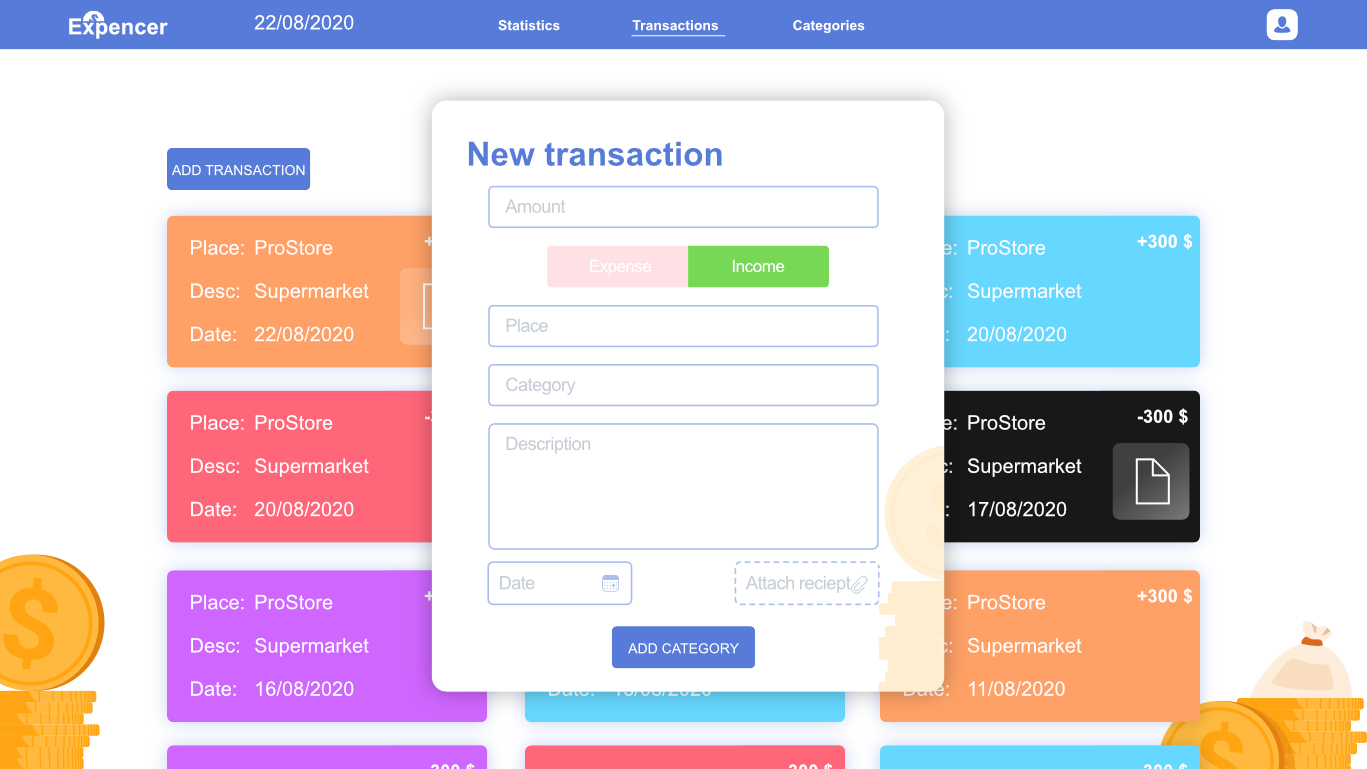 Expencer
22/08/2020
Statistics
Transactions
Categories
New transaction
ADD TRANSACTION
Amount
Expense
Income
Place
Category
Description
Date
Attach reciept
ADD CATEGORY
Place: ProStore
Desc: Supermarket
Date: 22/08/2020
ProStore
+300 $
Supermarket
20/08/2020
Place: ProStore
Desc: Supermarket
Date: 20/08/2020
ProStore
-300 $
Supermarket
17/08/2020
Place: ProStore
Desc: Supermarket
Date: 16/08/2020
ProStore
+300 $
Supermarket
Date: 11/08/2020